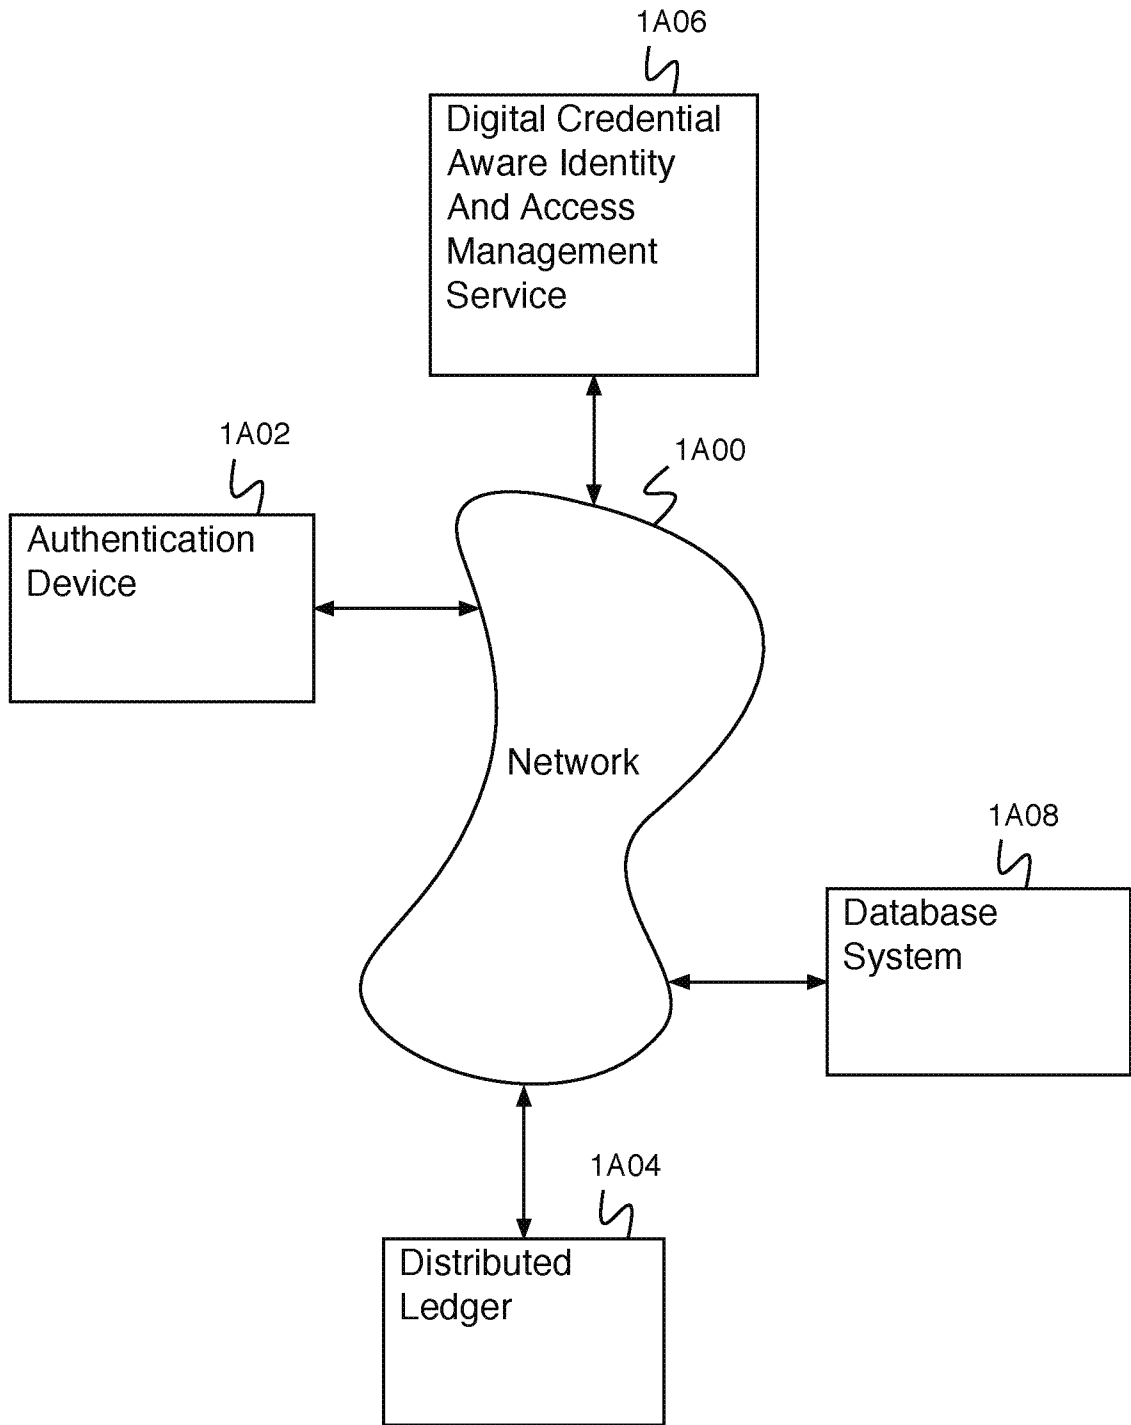 1A06
Digital Credential
Aware Identity
And Access
Management
Service
1A02
1A00
Authentication
Device
Network
1A08
Database
System
1A04
Distributed
Ledger